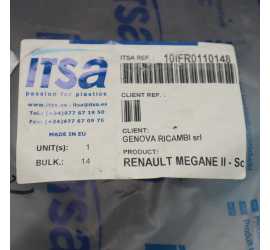 itsa
passion for plastics
www.itsa.es - itsa@itsa.es
Tel.: (+34) 977 67 19 50
(+34) 977 67 09 75
MADE IN EU
UNIT(s): 1
BULK.: 14
ITSA REF.
10IFR0110148
CLIENT REF.:
CLIENT:
GENOVA RICAMBI srl
PRODUCT:
RENAULT MEGANE II - Sc